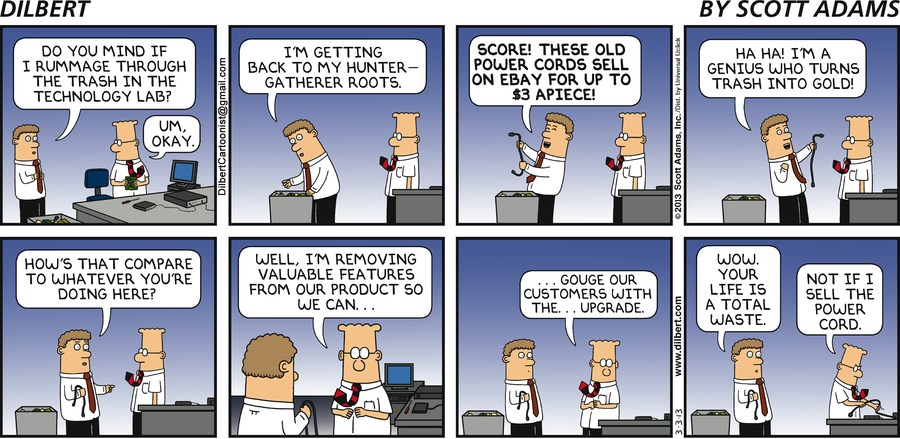 DILBERT
BY SCOTT ADAMS
DO YOU MIND IF
I RUMMAGE THROUGH
THE TRASH IN THE
TECHNOLOGY LAB?
UM,
OKAY.
DilbertCartoonist@gmail.com
I'M GETTING
BACK TO MY HUNTER—
GATHERER ROOTS.
SCORE! THESE OLD
POWER CORDS SELL
ON EBAY FOR UP TO
$3 APIECE!
©2013 Scott Adams, Inc./Dist. by Universal Uclick
HA HA! I'M A
GENIUS WHO TURNS
TRASH INTO GOLD!
HOW'S THAT COMPARE
TO WHATEVER YOU'RE
DOING HERE?
WELL, I'M REMOVING
VALUABLE FEATURES
FROM OUR PRODUCT SO
WE CAN. . .
. . . GOUGE OUR
CUSTOMERS WITH
THE. . . UPGRADE.
www.dilbert.com
3-3-13
WOW.
YOUR
LIFE IS
A TOTAL
WASTE.
NOT IF I
SELL THE
POWER
CORD.